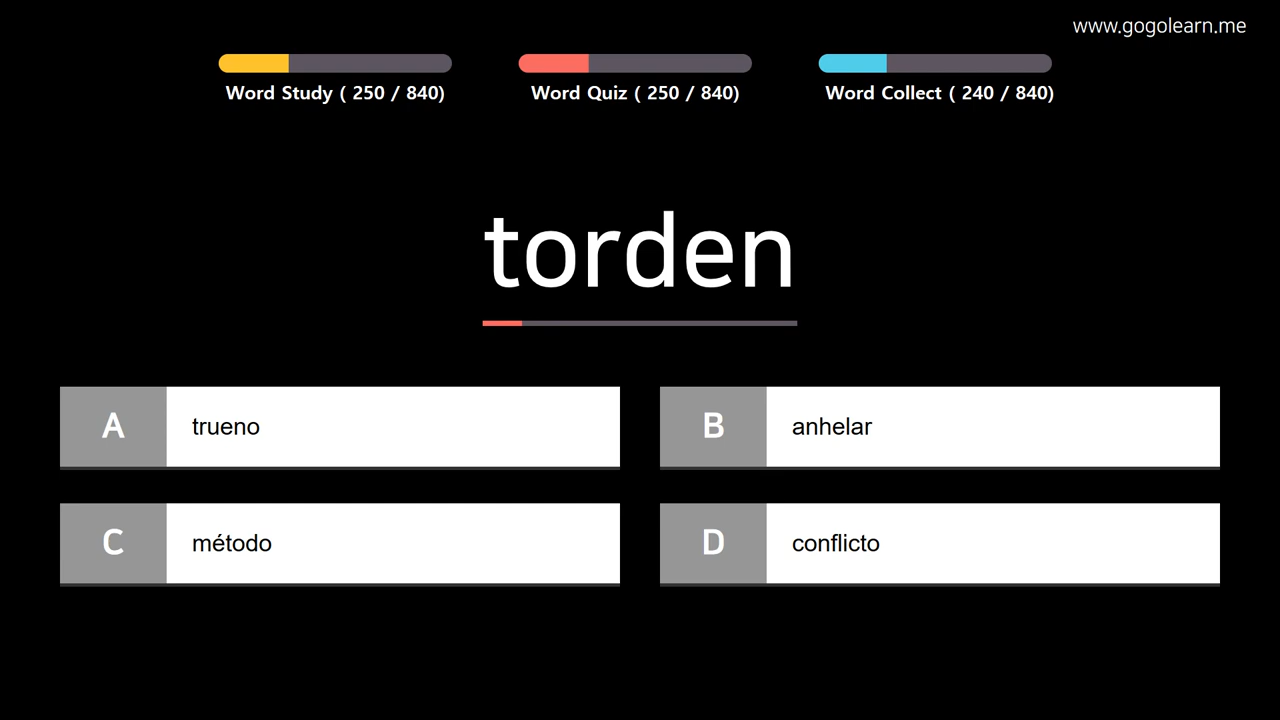 www.gogolearn.me
Word Study ( 250 / 840)
Word Quiz ( 250 / 840)
Word Collect ( 240 / 840)
torden
A trueno
B anhelar
C método
D conflicto